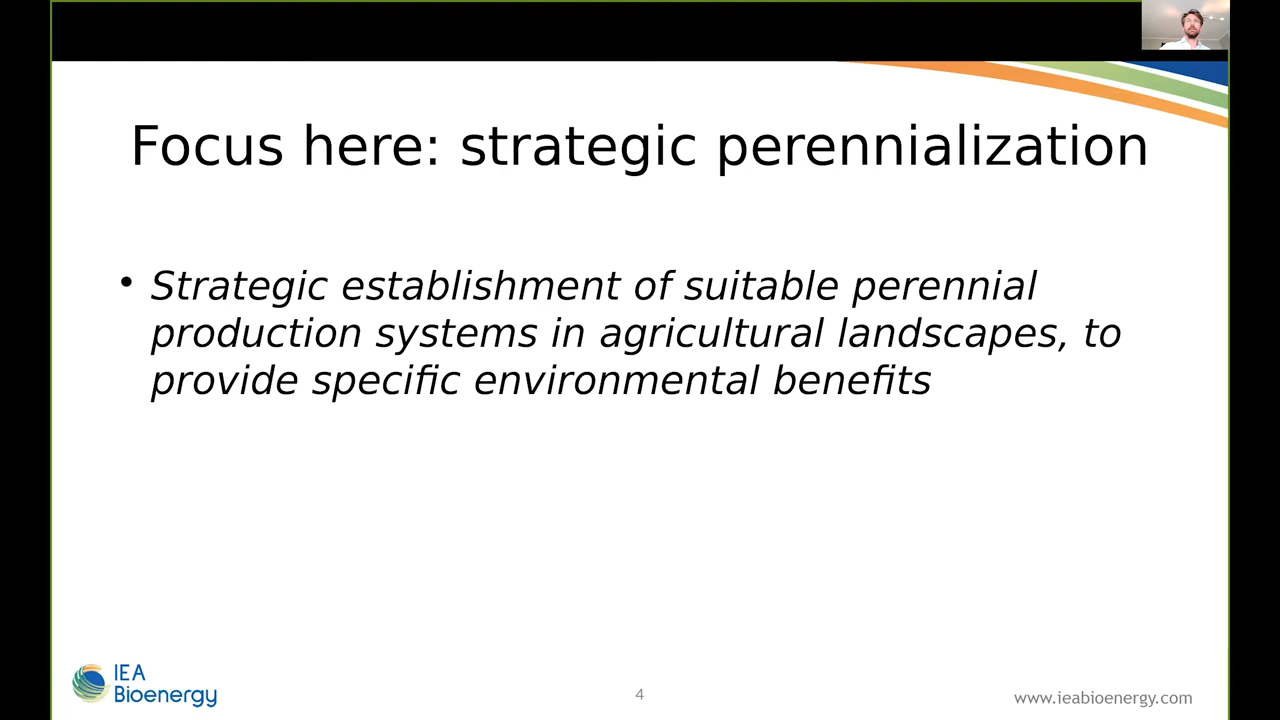 Focus here: strategic perennialization
• Strategic establishment of suitable perennial
production systems in agricultural landscapes, to
provide specific environmental benefits
IEA
Bioenergy
4
www.ieabioenergy.com